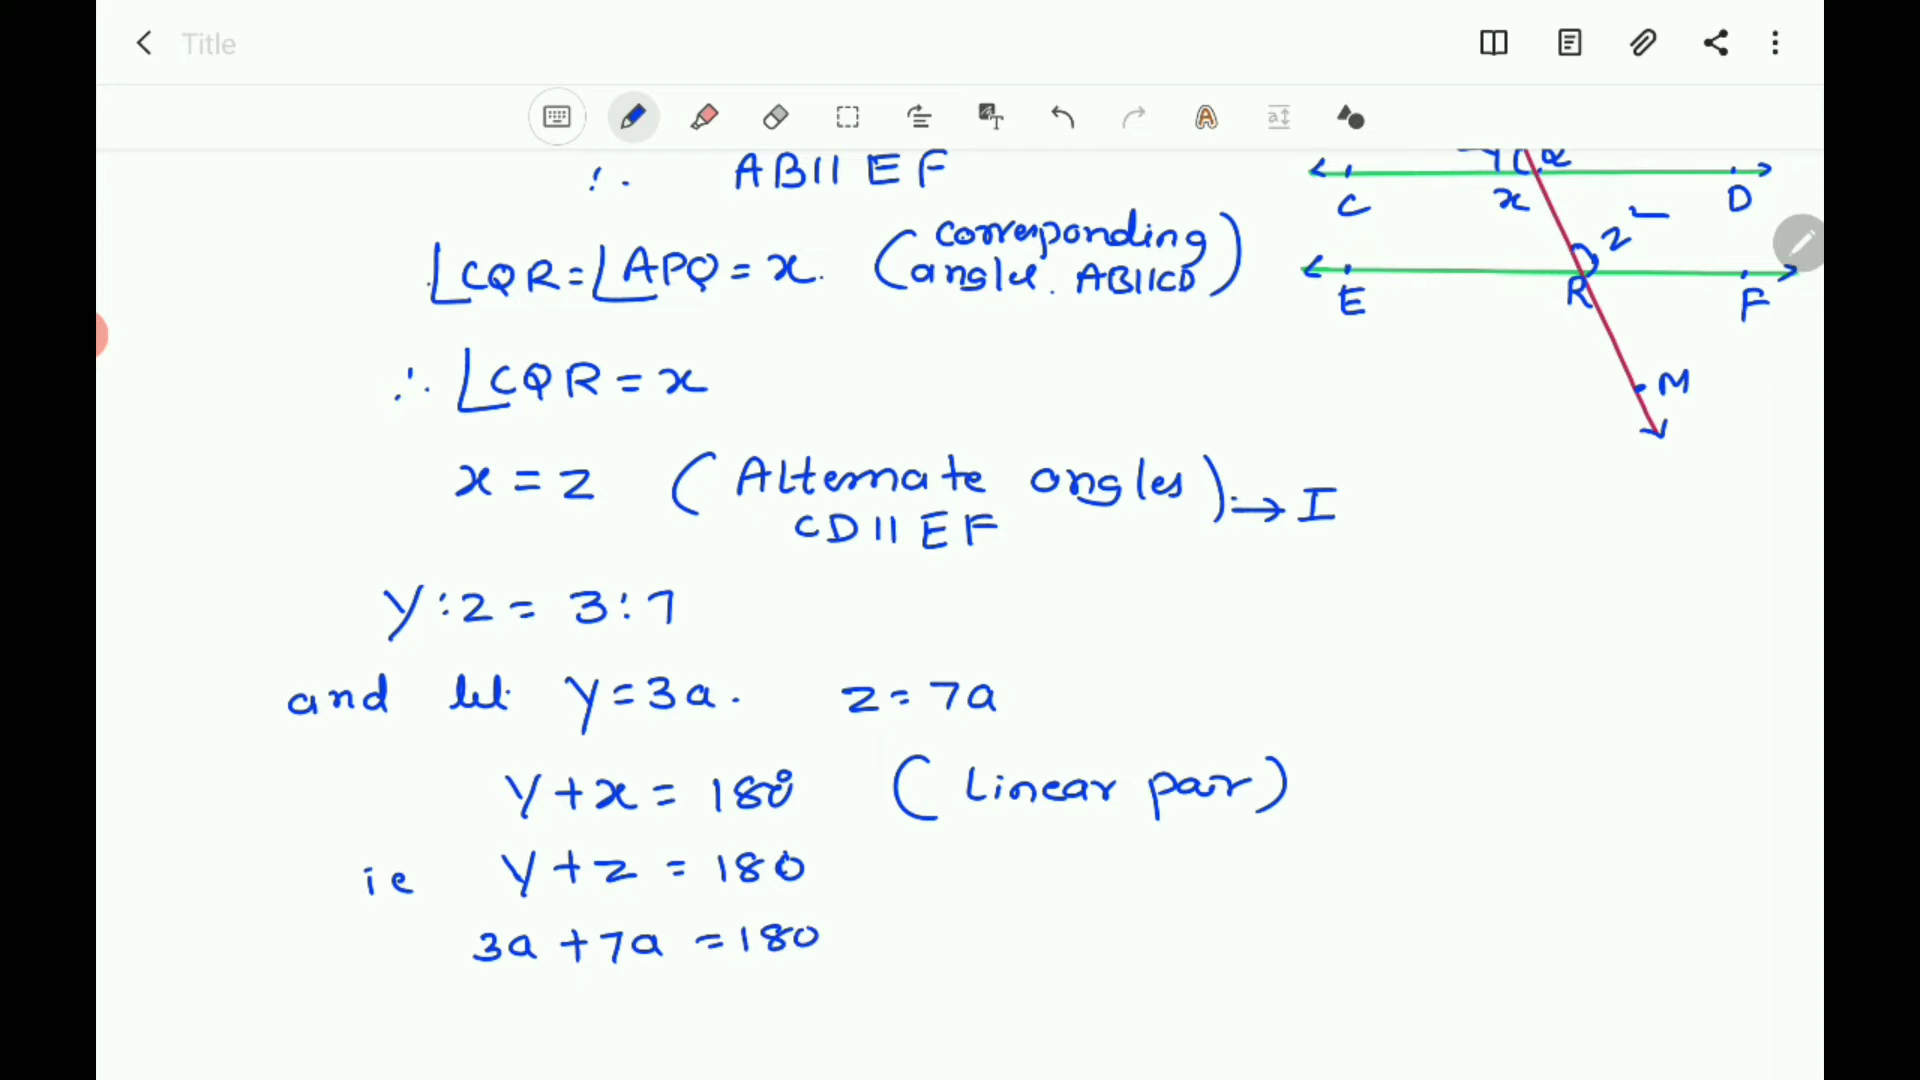 Title
∴ AB || EF
∠CQR = ∠APQ = x. (corresponding angle. AB || CD)
∴ ∠CQR = x
x = z (Alternate angles CD || EF) → I
y : z = 3 : 7
and let y = 3a. z = 7a
y + x = 180° (Linear pair)
ie y + z = 180
3a + 7a = 180
y x
C x D
z
E R F
M